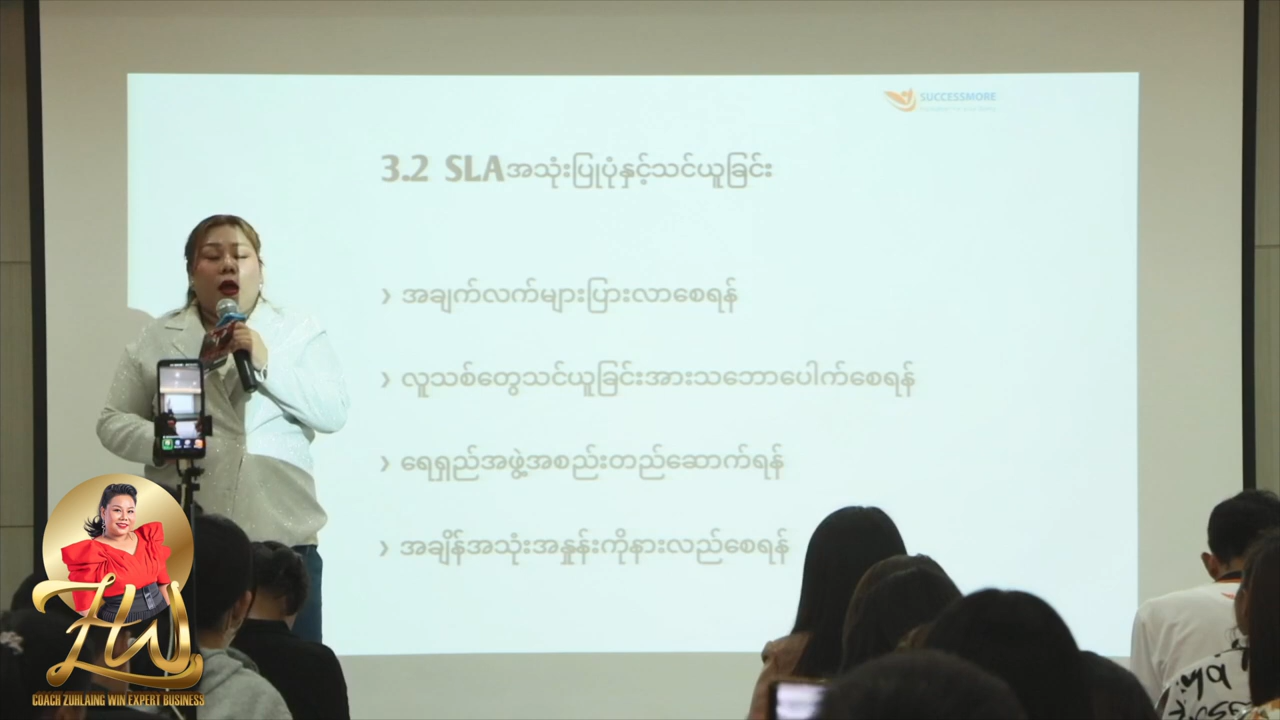 SUCCESSMORE
3.2 SLAအသုံးပြုပုံနှင့်သင်ယူခြင်း
› အချက်လက်များပြားလာစေရန်
› လူသစ်တွေသင်ယူခြင်းအားသဘောပေါက်စေရန်
› ရေရှည်အဖွဲ့အစည်းတည်ဆောက်ရန်
› အချိန်အသုံးအနှုန်းကိုနားလည်စေရန်
ZW
COACH ZUHLAING WIN EXPERT BUSINESS